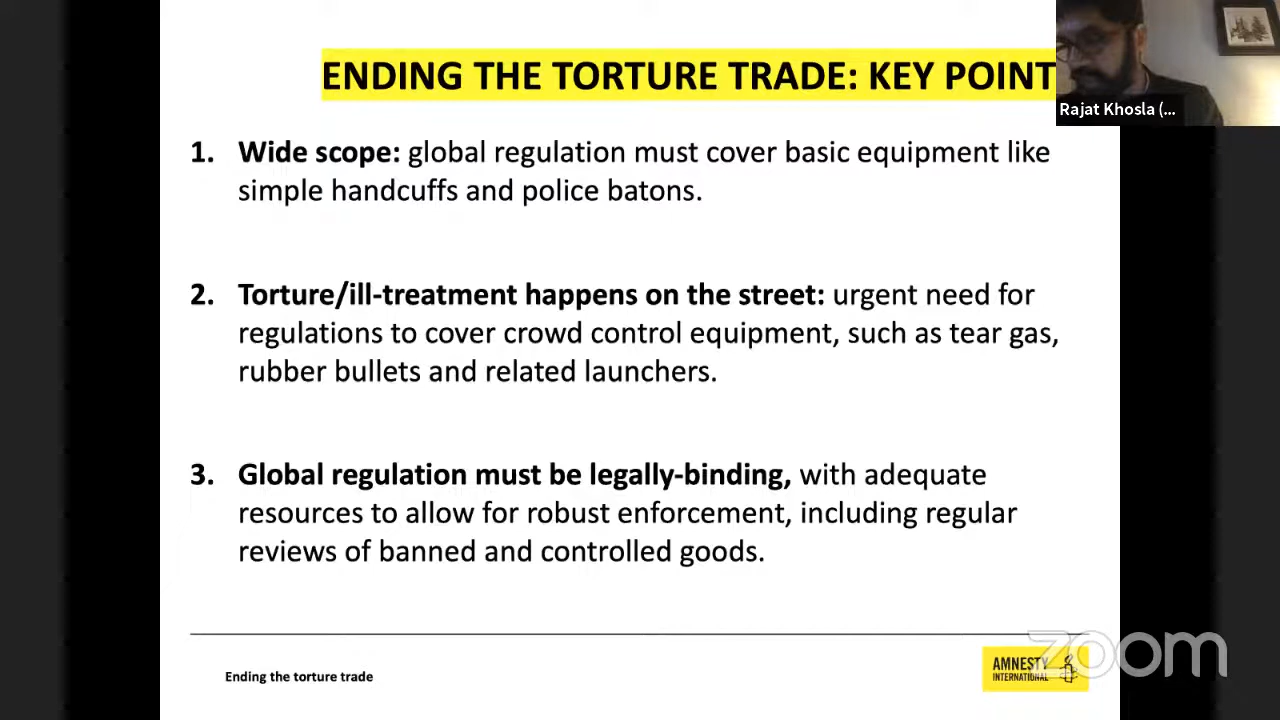 ENDING THE TORTURE TRADE: KEY POINT
Rajat Khosla (...
1. Wide scope: global regulation must cover basic equipment like
simple handcuffs and police batons.
2. Torture/ill-treatment happens on the street: urgent need for
regulations to cover crowd control equipment, such as tear gas,
rubber bullets and related launchers.
3. Global regulation must be legally-binding, with adequate
resources to allow for robust enforcement, including regular
reviews of banned and controlled goods.
Ending the torture trade
AMNESTY
INTERNATIONAL
zoom